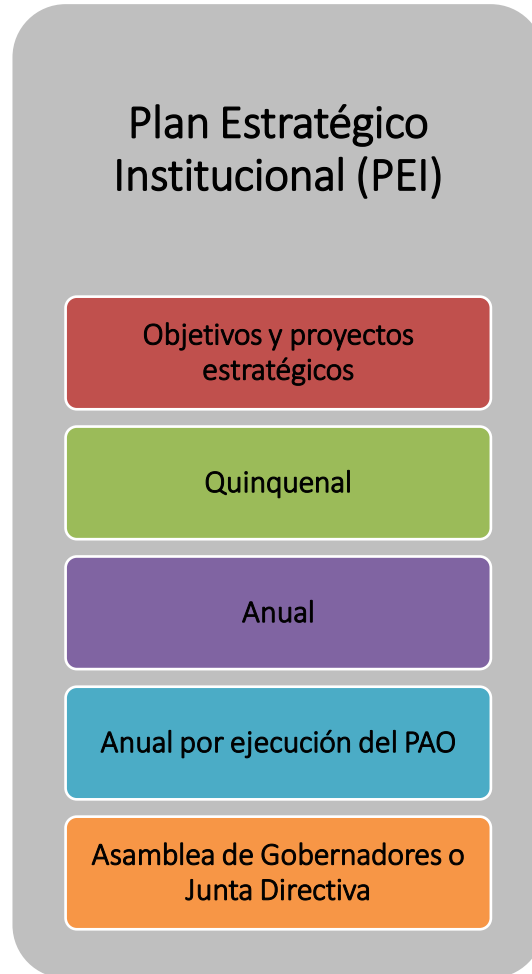 Plan Estratégico
Institucional (PEI)
Objetivos y proyectos
estratégicos
Quinquenal
Anual
Anual por ejecución del PAO
Asamblea de Gobernadores o
Junta Directiva